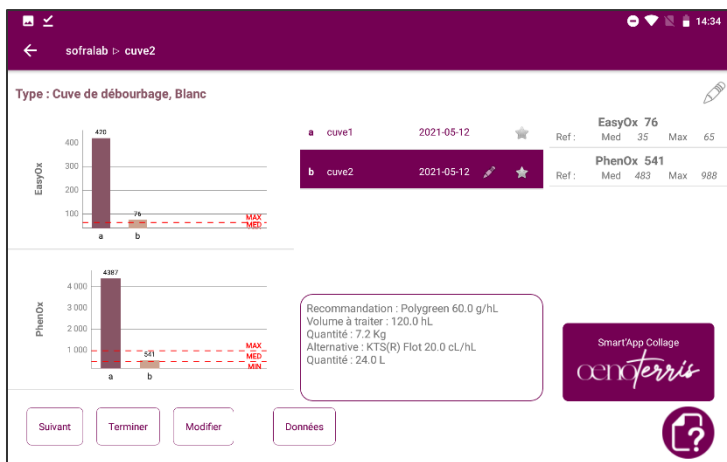 14:34
sofralab ▷ cuve2
Type : Cuve de débourbage, Blanc
EasyOx
400
300
200
100
420
76
MAX
MED
a
b
PhenOx
4 000
3 000
2 000
1 000
4387
541
MAX
MED
MIN
a
b
a cuve1 2021-05-12
b cuve2 2021-05-12
EasyOx 76
Ref : Med 35 Max 65
PhenOx 541
Ref : Med 483 Max 988
Recommandation : Polygreen 60.0 g/hL
Volume à traiter : 120.0 hL
Quantité : 7.2 Kg
Alternative : KTS(R) Flot 20.0 cL/hL
Quantité : 24.0 L
Smart'App Collage
œnoterris
Suivant
Terminer
Modifier
Données
?